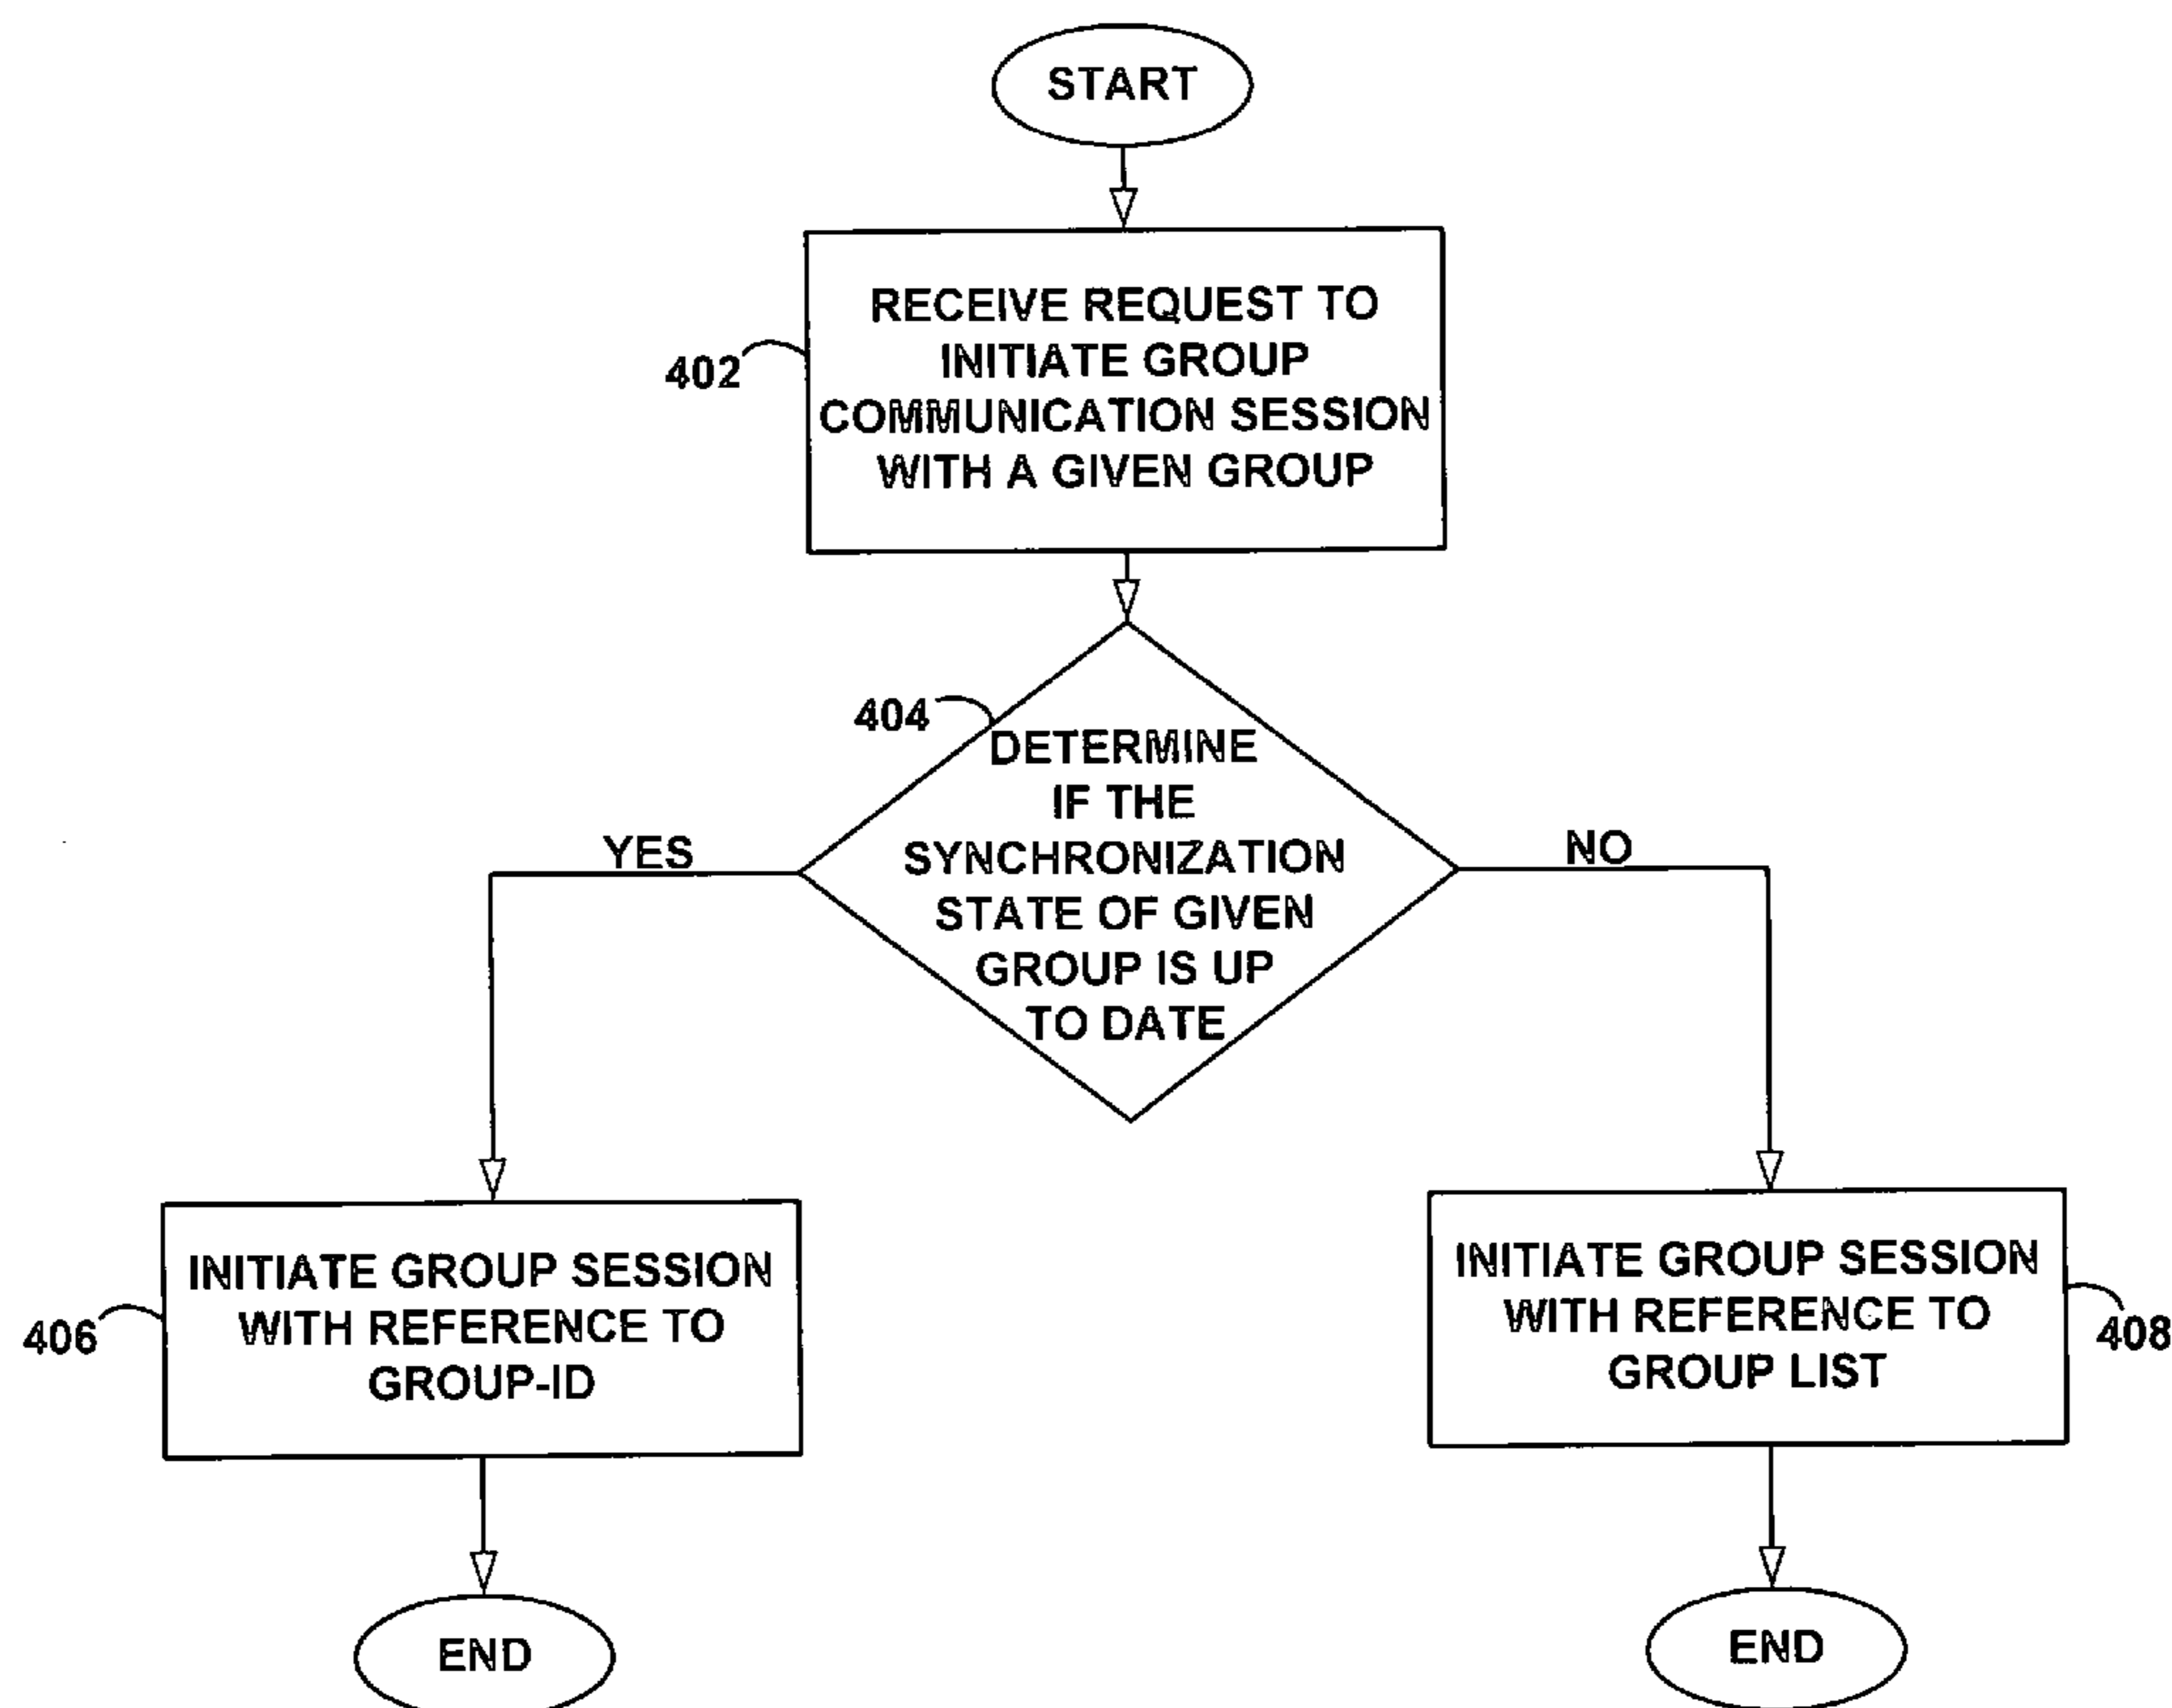 START
402
RECEIVE REQUEST TO
INITIATE GROUP
COMMUNICATION SESSION
WITH A GIVEN GROUP
404
DETERMINE
IF THE
SYNCHRONIZATION
STATE OF GIVEN
GROUP IS UP
TO DATE
YES
NO
406
INITIATE GROUP SESSION
WITH REFERENCE TO
GROUP-ID
INITIATE GROUP SESSION
WITH REFERENCE TO
GROUP LIST
408
END
END